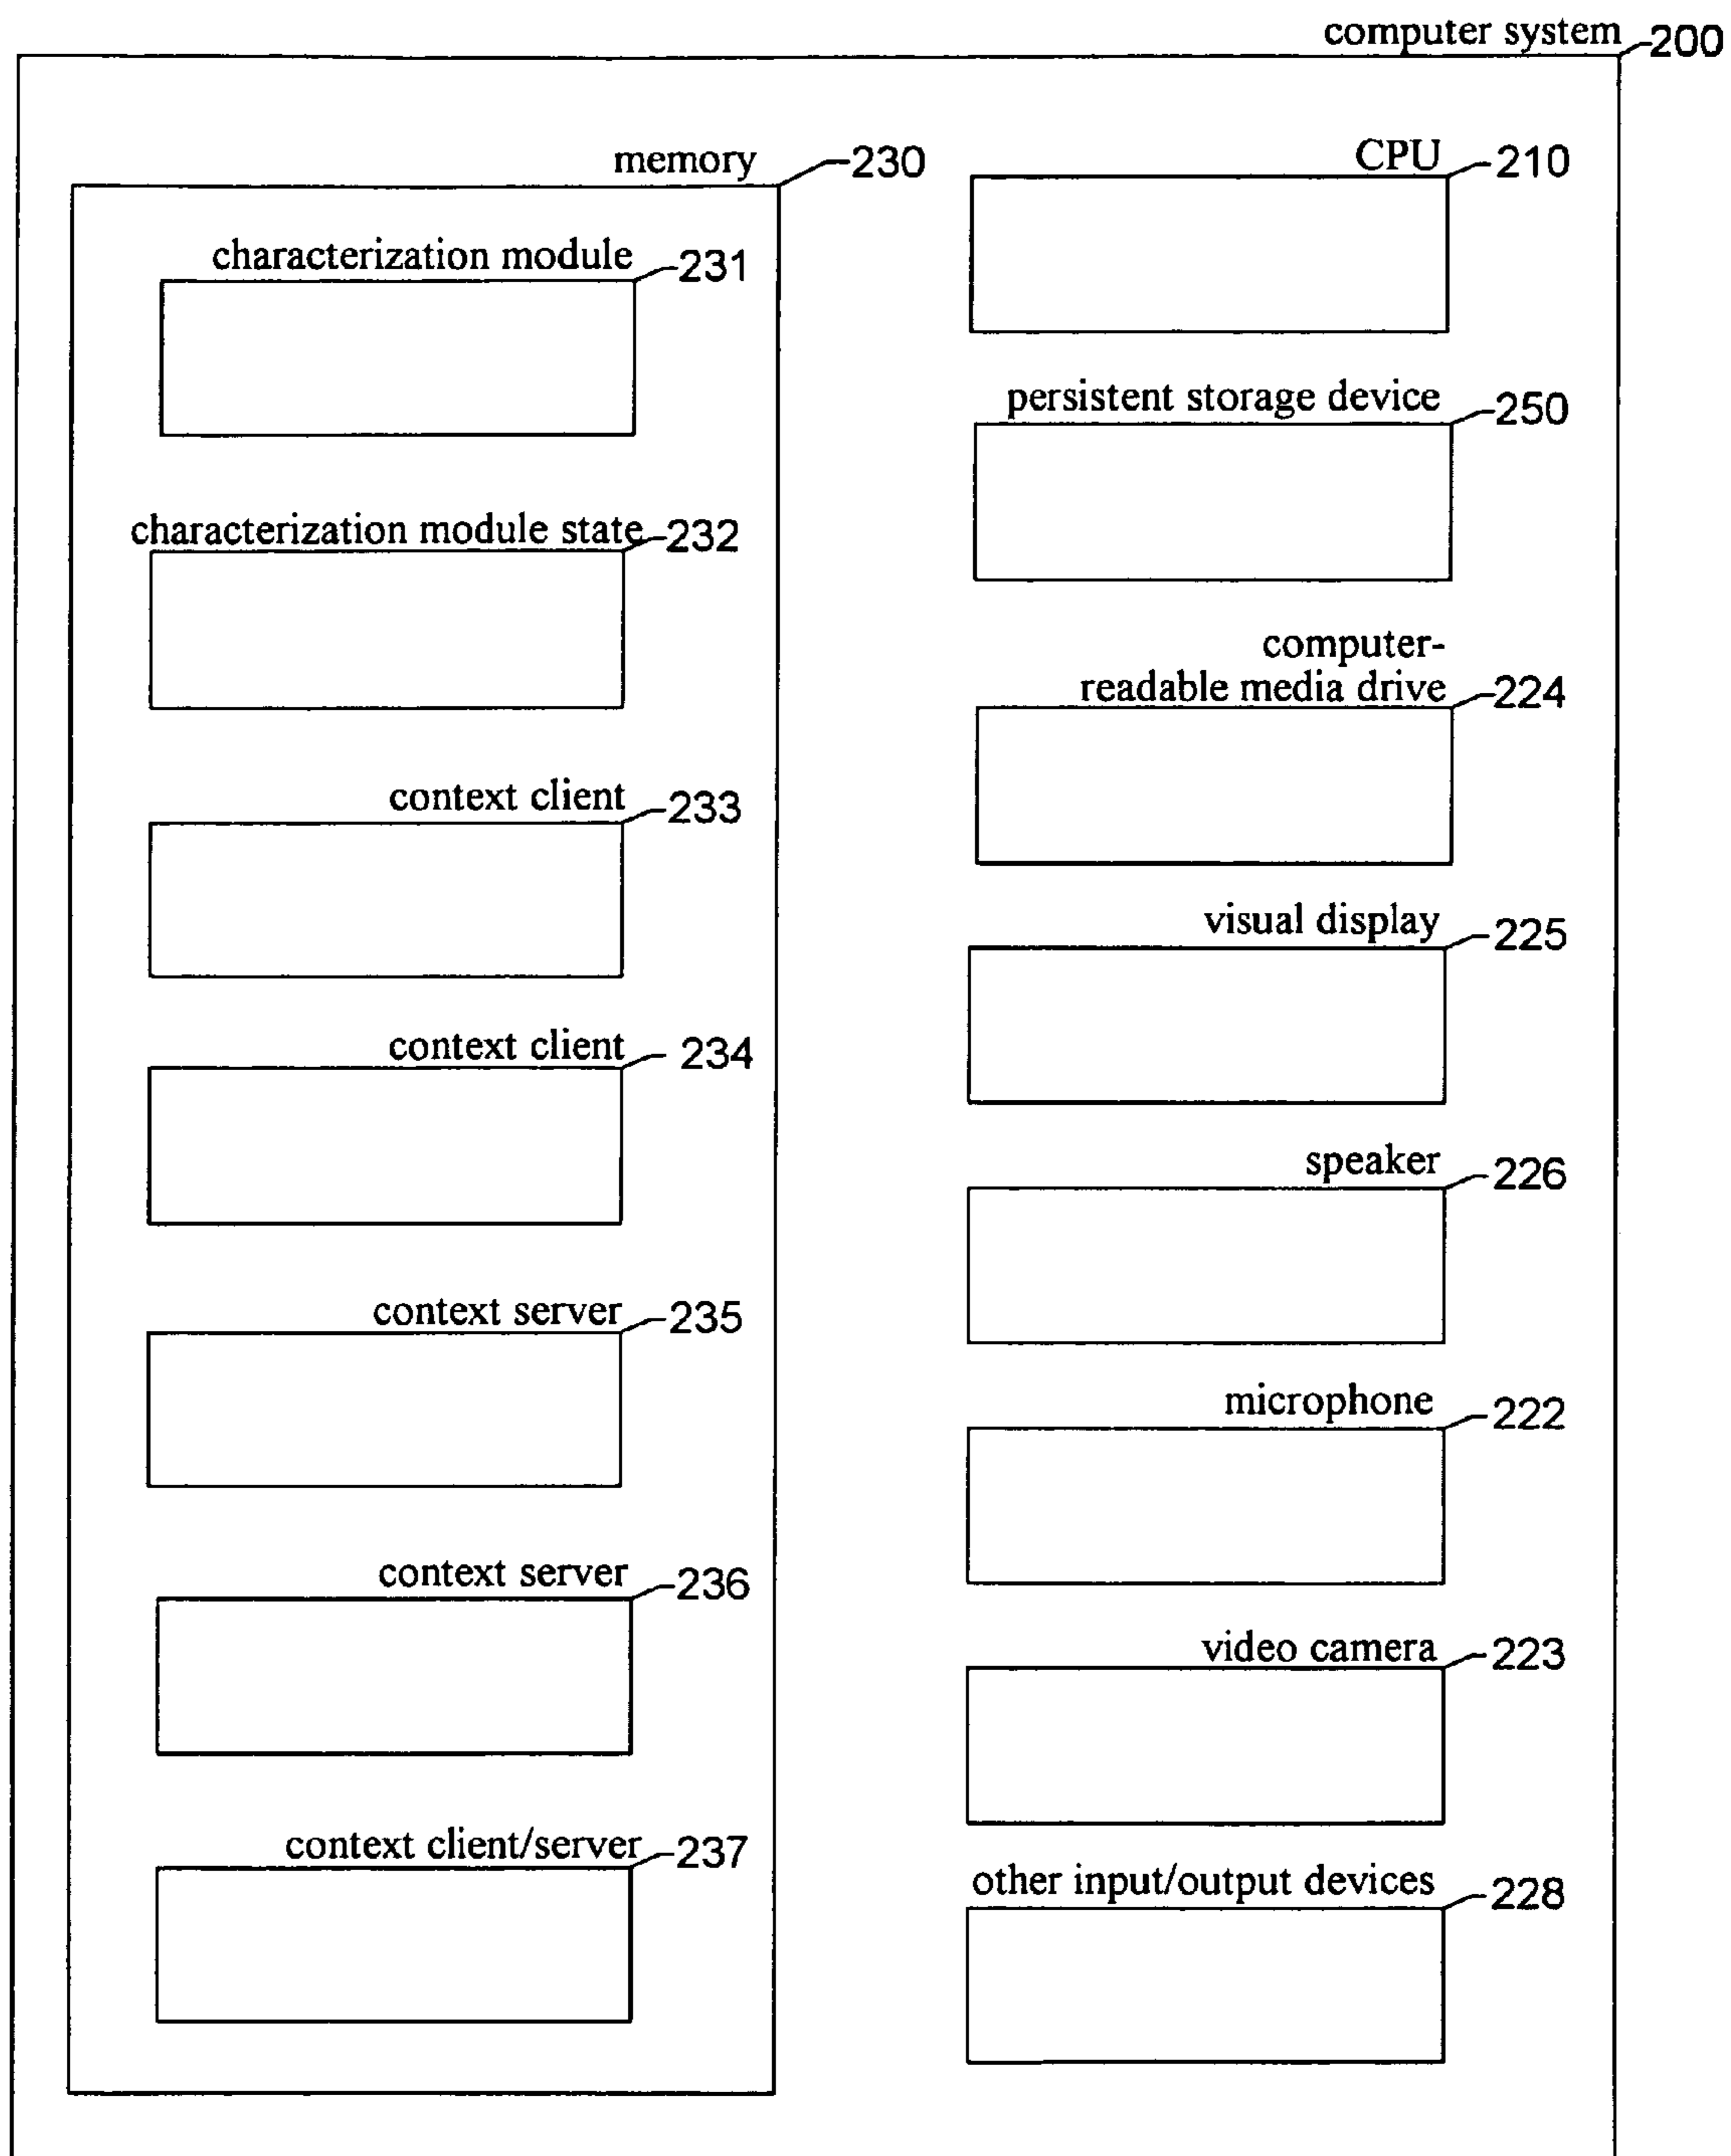 computer system 200
memory 230
characterization module 231
characterization module state 232
context client 233
context client 234
context server 235
context server 236
context client/server 237
CPU 210
persistent storage device 250
computer-
readable media drive 224
visual display 225
speaker 226
microphone 222
video camera 223
other input/output devices 228